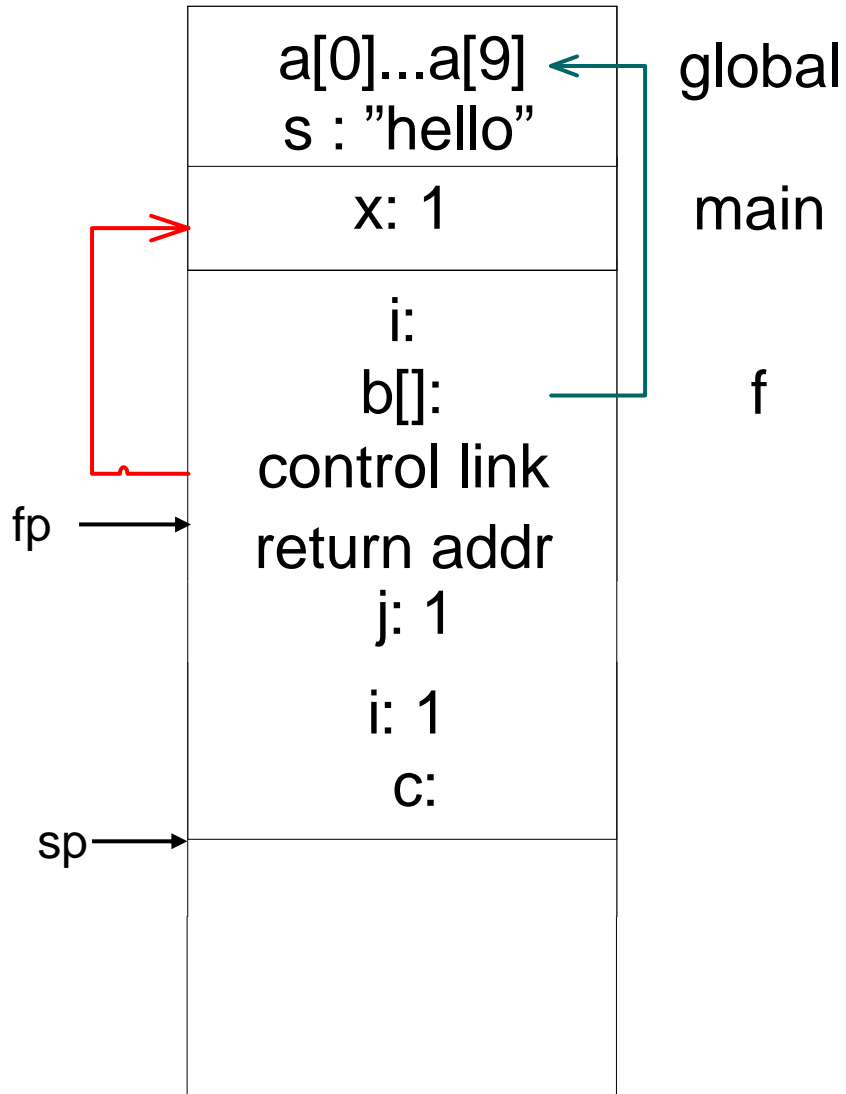 a[0]...a[9]
global
s : ”hello”
x: 1
main
i:
b[]:
f
control link
fp
return addr
j: 1
i: 1
c:
sp